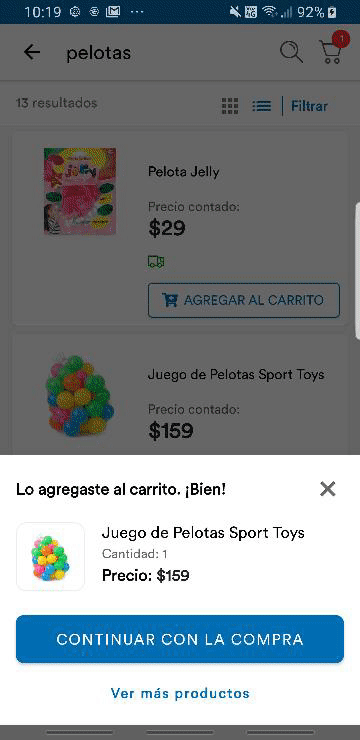 10:19 92%
pelotas 1
13 resultados Filtrar
Pelota Jelly
Jelly
Precio contado:
$29
AGREGAR AL CARRITO
Juego de Pelotas Sport Toys
Precio contado:
$159
Lo agregaste al carrito. ¡Bien!
Juego de Pelotas Sport Toys
Cantidad: 1
Precio: $159
CONTINUAR CON LA COMPRA
Ver más productos